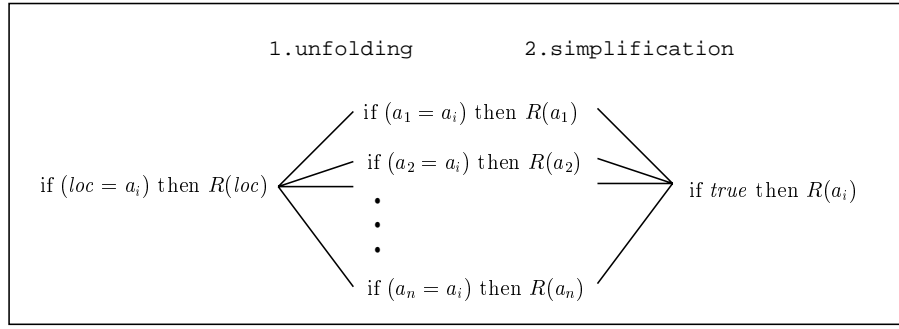 1.unfolding 2.simplification
if (a₁ = aᵢ) then R(a₁)
if (a₂ = aᵢ) then R(a₂)
if (loc = aᵢ) then R(loc)
if true then R(aᵢ)
if (aₙ = aᵢ) then R(aₙ)